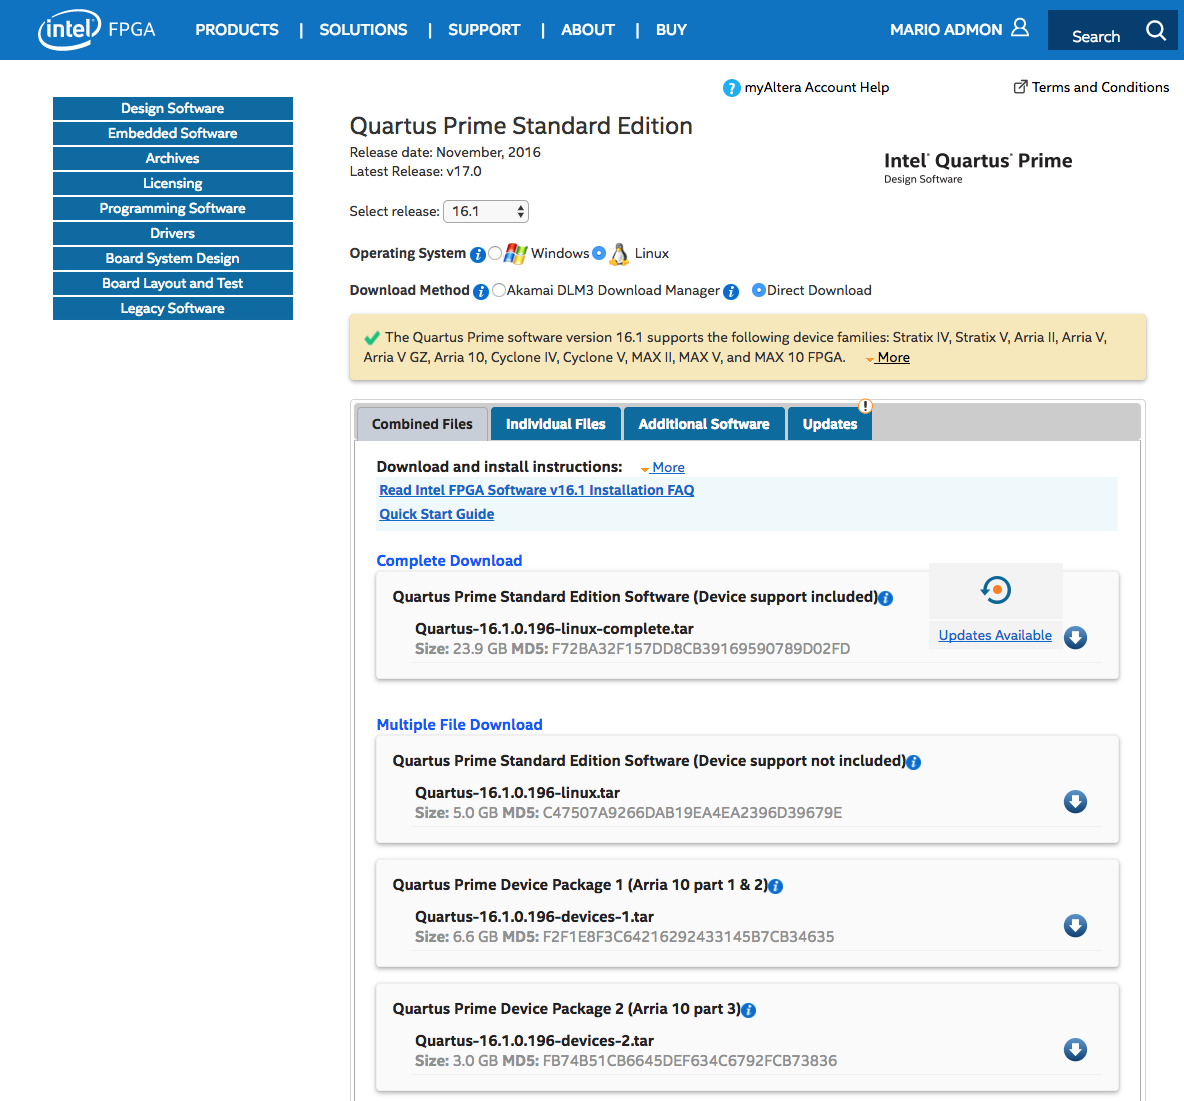 intel FPGA PRODUCTS | SOLUTIONS | SUPPORT | ABOUT | BUY MARIO ADMON Search
? myAltera Account Help Terms and Conditions
Design Software
Embedded Software
Archives
Licensing
Programming Software
Drivers
Board System Design
Board Layout and Test
Legacy Software
Quartus Prime Standard Edition
Release date: November, 2016
Latest Release: v17.0
Intel® Quartus® Prime
Design Software
Select release: 16.1
Operating System i Windows Linux
Download Method i Akamai DLM3 Download Manager i Direct Download
The Quartus Prime software version 16.1 supports the following device families: Stratix IV, Stratix V, Arria II, Arria V,
Arria V GZ, Arria 10, Cyclone IV, Cyclone V, MAX II, MAX V, and MAX 10 FPGA. More
Combined Files Individual Files Additional Software Updates !
Download and install instructions: More
Read Intel FPGA Software v16.1 Installation FAQ
Quick Start Guide
Complete Download
Quartus Prime Standard Edition Software (Device support included) i
Quartus-16.1.0.196-linux-complete.tar
Size: 23.9 GB MD5: F72BA32F157DD8CB39169590789D02FD
Updates Available
Multiple File Download
Quartus Prime Standard Edition Software (Device support not included) i
Quartus-16.1.0.196-linux.tar
Size: 5.0 GB MD5: C47507A9266DAB19EA4EA2396D39679E
Quartus Prime Device Package 1 (Arria 10 part 1 & 2) i
Quartus-16.1.0.196-devices-1.tar
Size: 6.6 GB MD5: F2F1E8F3C64216292433145B7CB34635
Quartus Prime Device Package 2 (Arria 10 part 3) i
Quartus-16.1.0.196-devices-2.tar
Size: 3.0 GB MD5: FB74B51CB6645DEF634C6792FCB73836